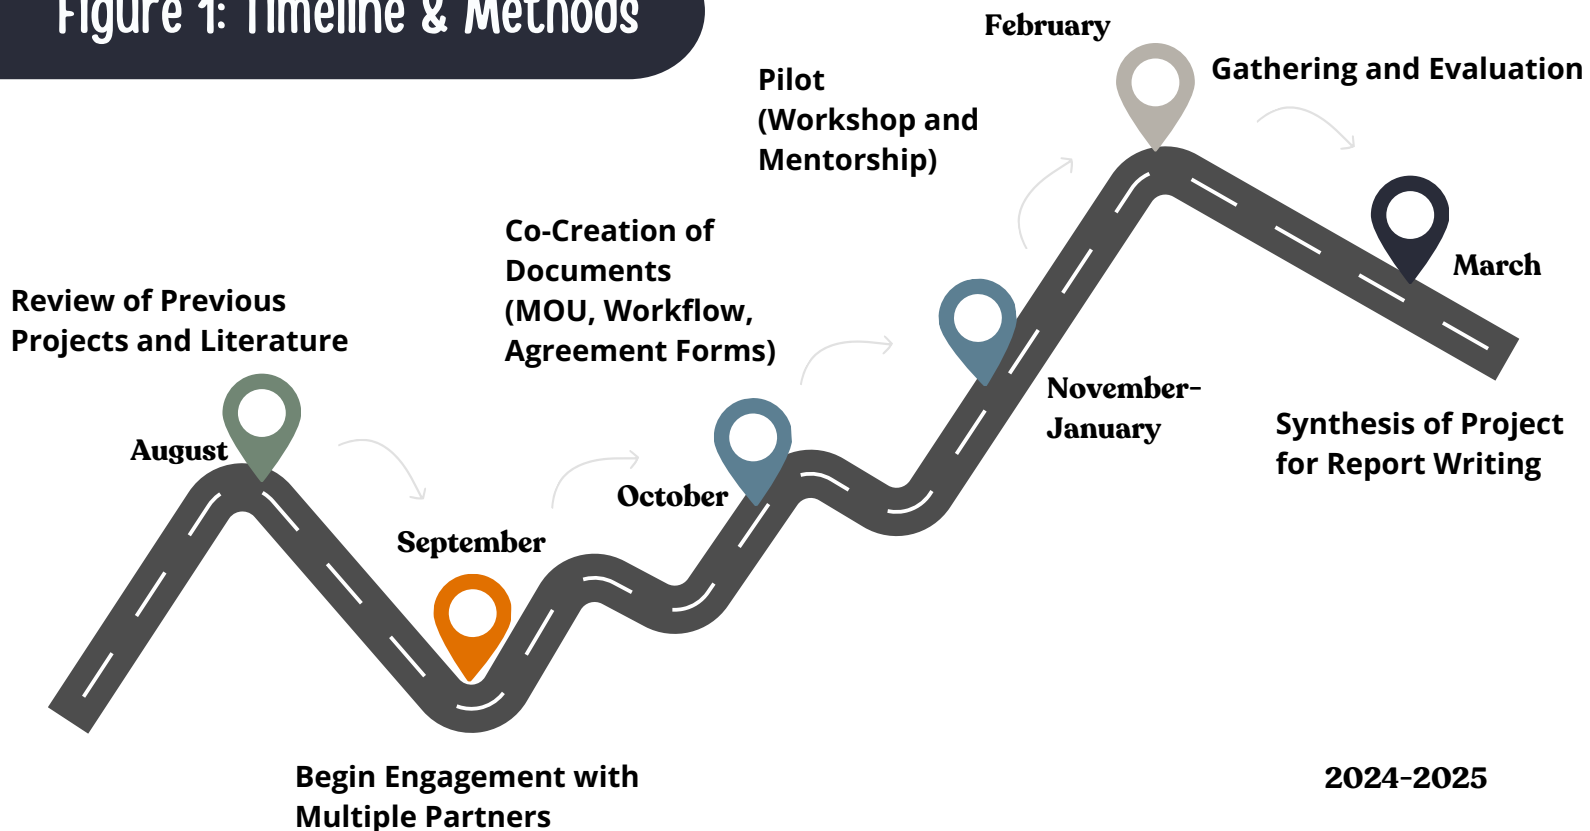 Figure 1: Timeline & Methods
Review of Previous
Projects and Literature
August
September
Begin Engagement with
Multiple Partners
Co-Creation of
Documents
(MOU, Workflow,
Agreement Forms)
October
Pilot
(Workshop and
Mentorship)
November-
January
February
Gathering and Evaluation
March
Synthesis of Project
for Report Writing
2024-2025